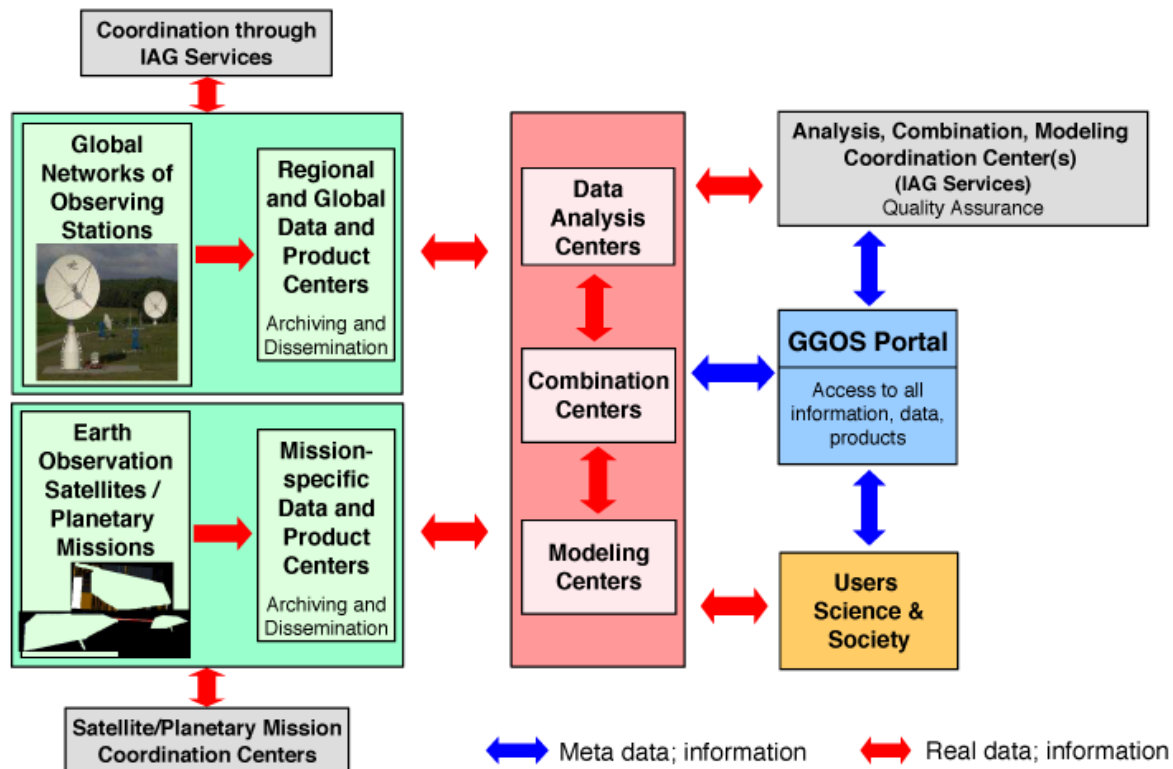 Coordination through
IAG Services
Global
Networks of
Observing
Stations
Regional
and Global
Data and
Product
Centers
Archiving and
Dissemination
Earth
Observation
Satellites /
Planetary
Missions
Mission-
specific
Data and
Product
Centers
Archiving and
Dissemination
Satellite/Planetary Mission
Coordination Centers
Data
Analysis
Centers
Combination
Centers
Modeling
Centers
Analysis, Combination, Modeling
Coordination Center(s)
(IAG Services)
Quality Assurance
GGOS Portal
Access to all
information, data,
products
Users
Science &
Society
Meta data; information
Real data; information